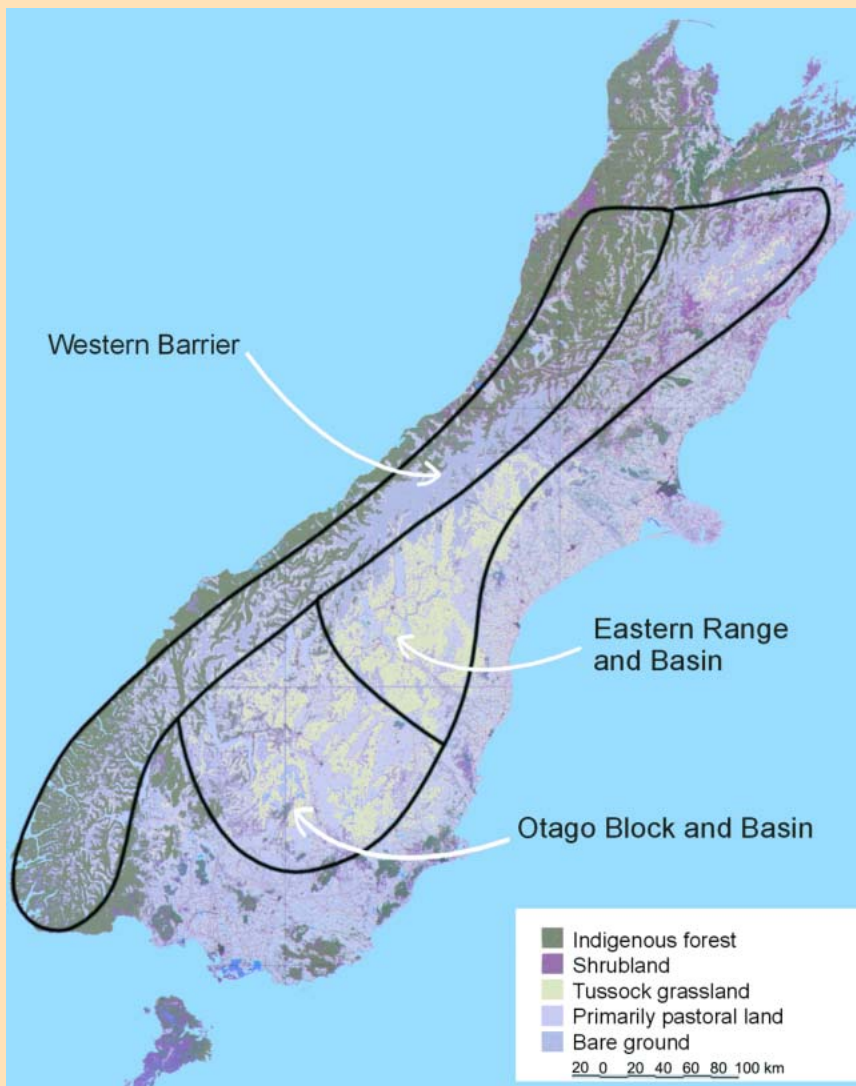 Western Barrier
Eastern Range
and Basin
Otago Block and Basin
Indigenous forest
Shrubland
Tussock grassland
Primarily pastoral land
Bare ground
20 0 20 40 60 80 100 km